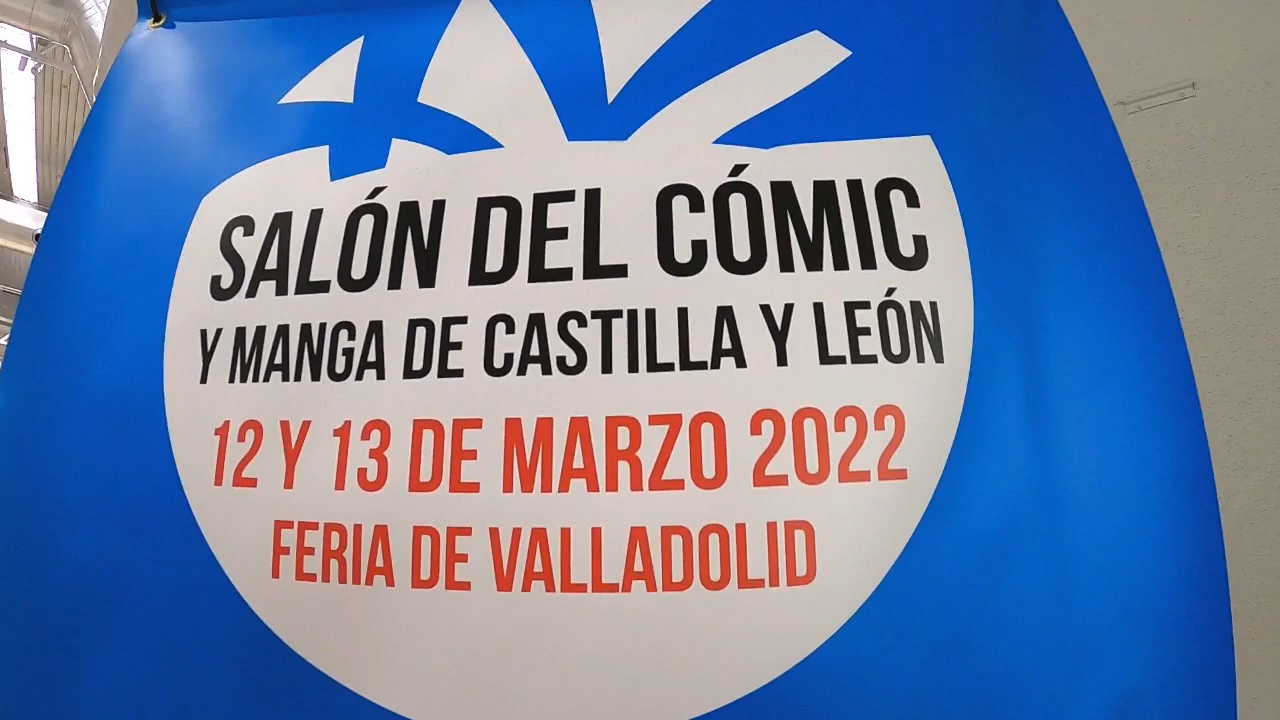 SALÓN DEL CÓMIC
Y MANGA DE CASTILLA Y LEÓN
12 Y 13 DE MARZO 2022
FERIA DE VALLADOLID